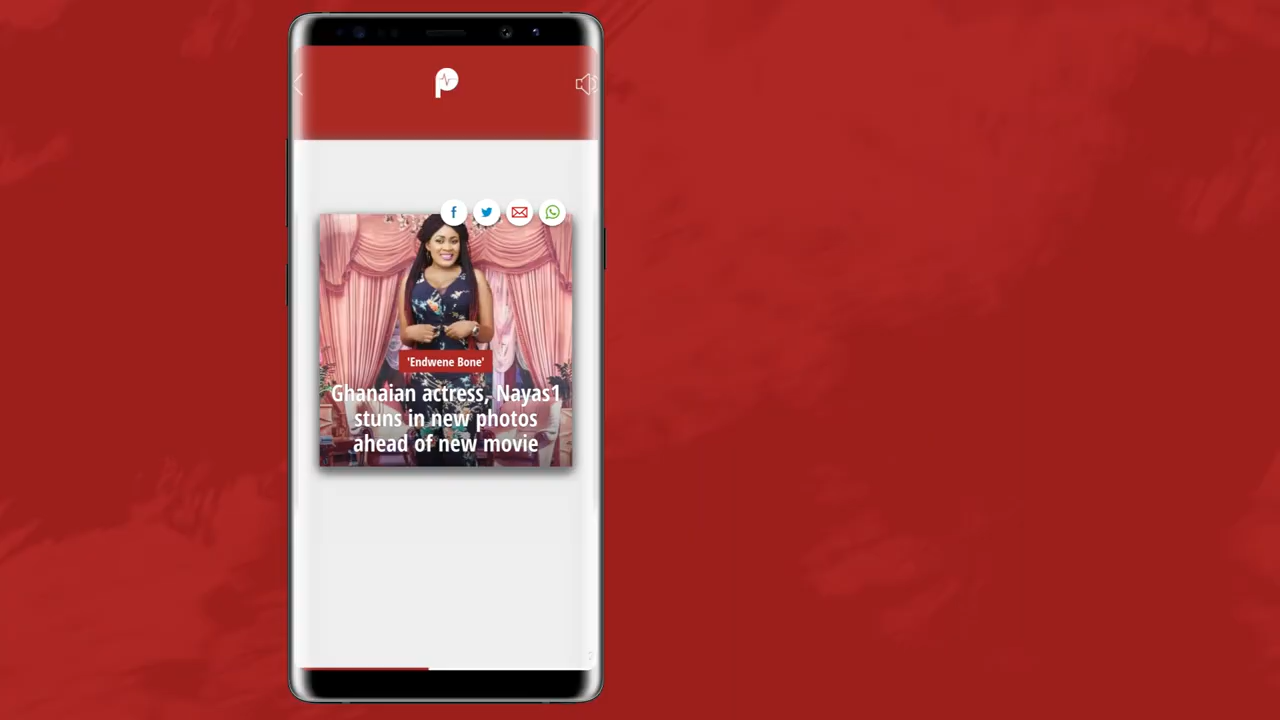 'Endwene Bone'
Ghanaian actress, Nayas1
stuns in new photos
ahead of new movie